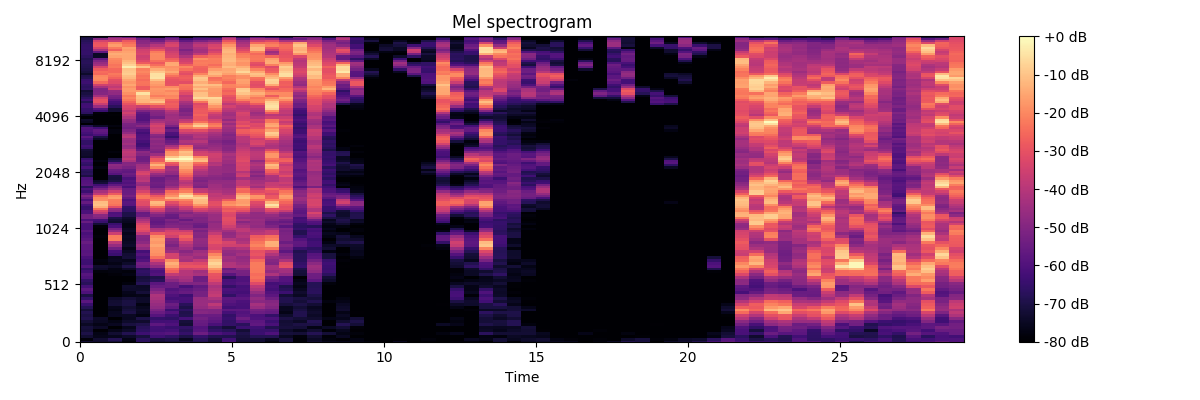 Mel spectrogram
Hz
8192
4096
2048
1024
512
0
0 5 10 15 20 25
Time
+0 dB
-10 dB
-20 dB
-30 dB
-40 dB
-50 dB
-60 dB
-70 dB
-80 dB